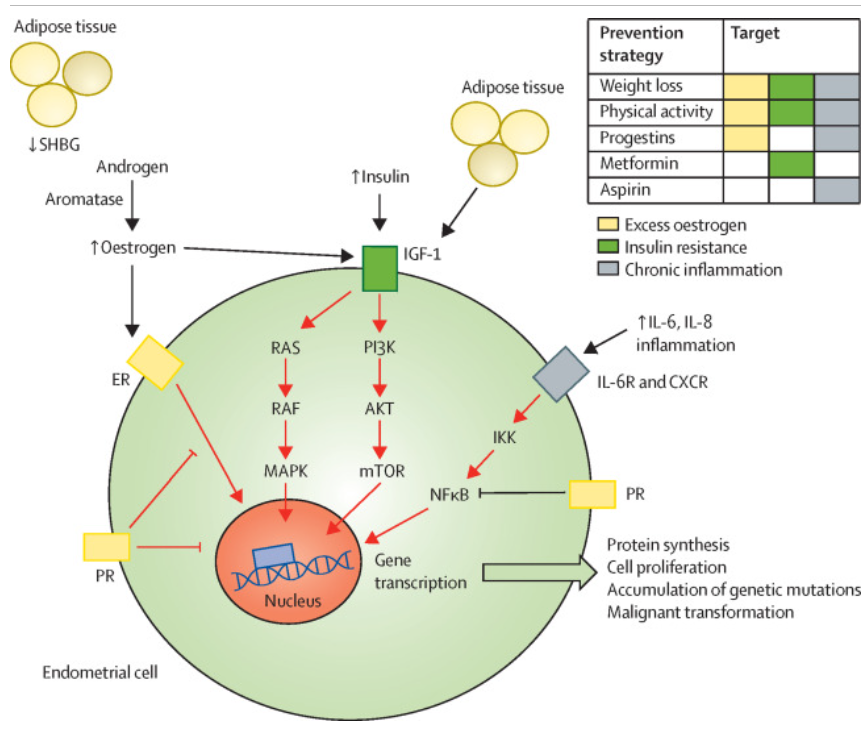 Adipose tissue
↓SHBG
Androgen
Aromatase
↑Oestrogen
Adipose tissue
↑Insulin
IGF-1
Prevention strategy
Target
Weight loss
Physical activity
Progestins
Metformin
Aspirin
Excess oestrogen
Insulin resistance
Chronic inflammation
↑IL-6, IL-8
inflammation
IL-6R and CXCR
ER
RAS
PI3K
RAF
AKT
IKK
MAPK
mTOR
NFκB
PR
PR
Gene
transcription
Nucleus
Protein synthesis
Cell proliferation
Accumulation of genetic mutations
Malignant transformation
Endometrial cell